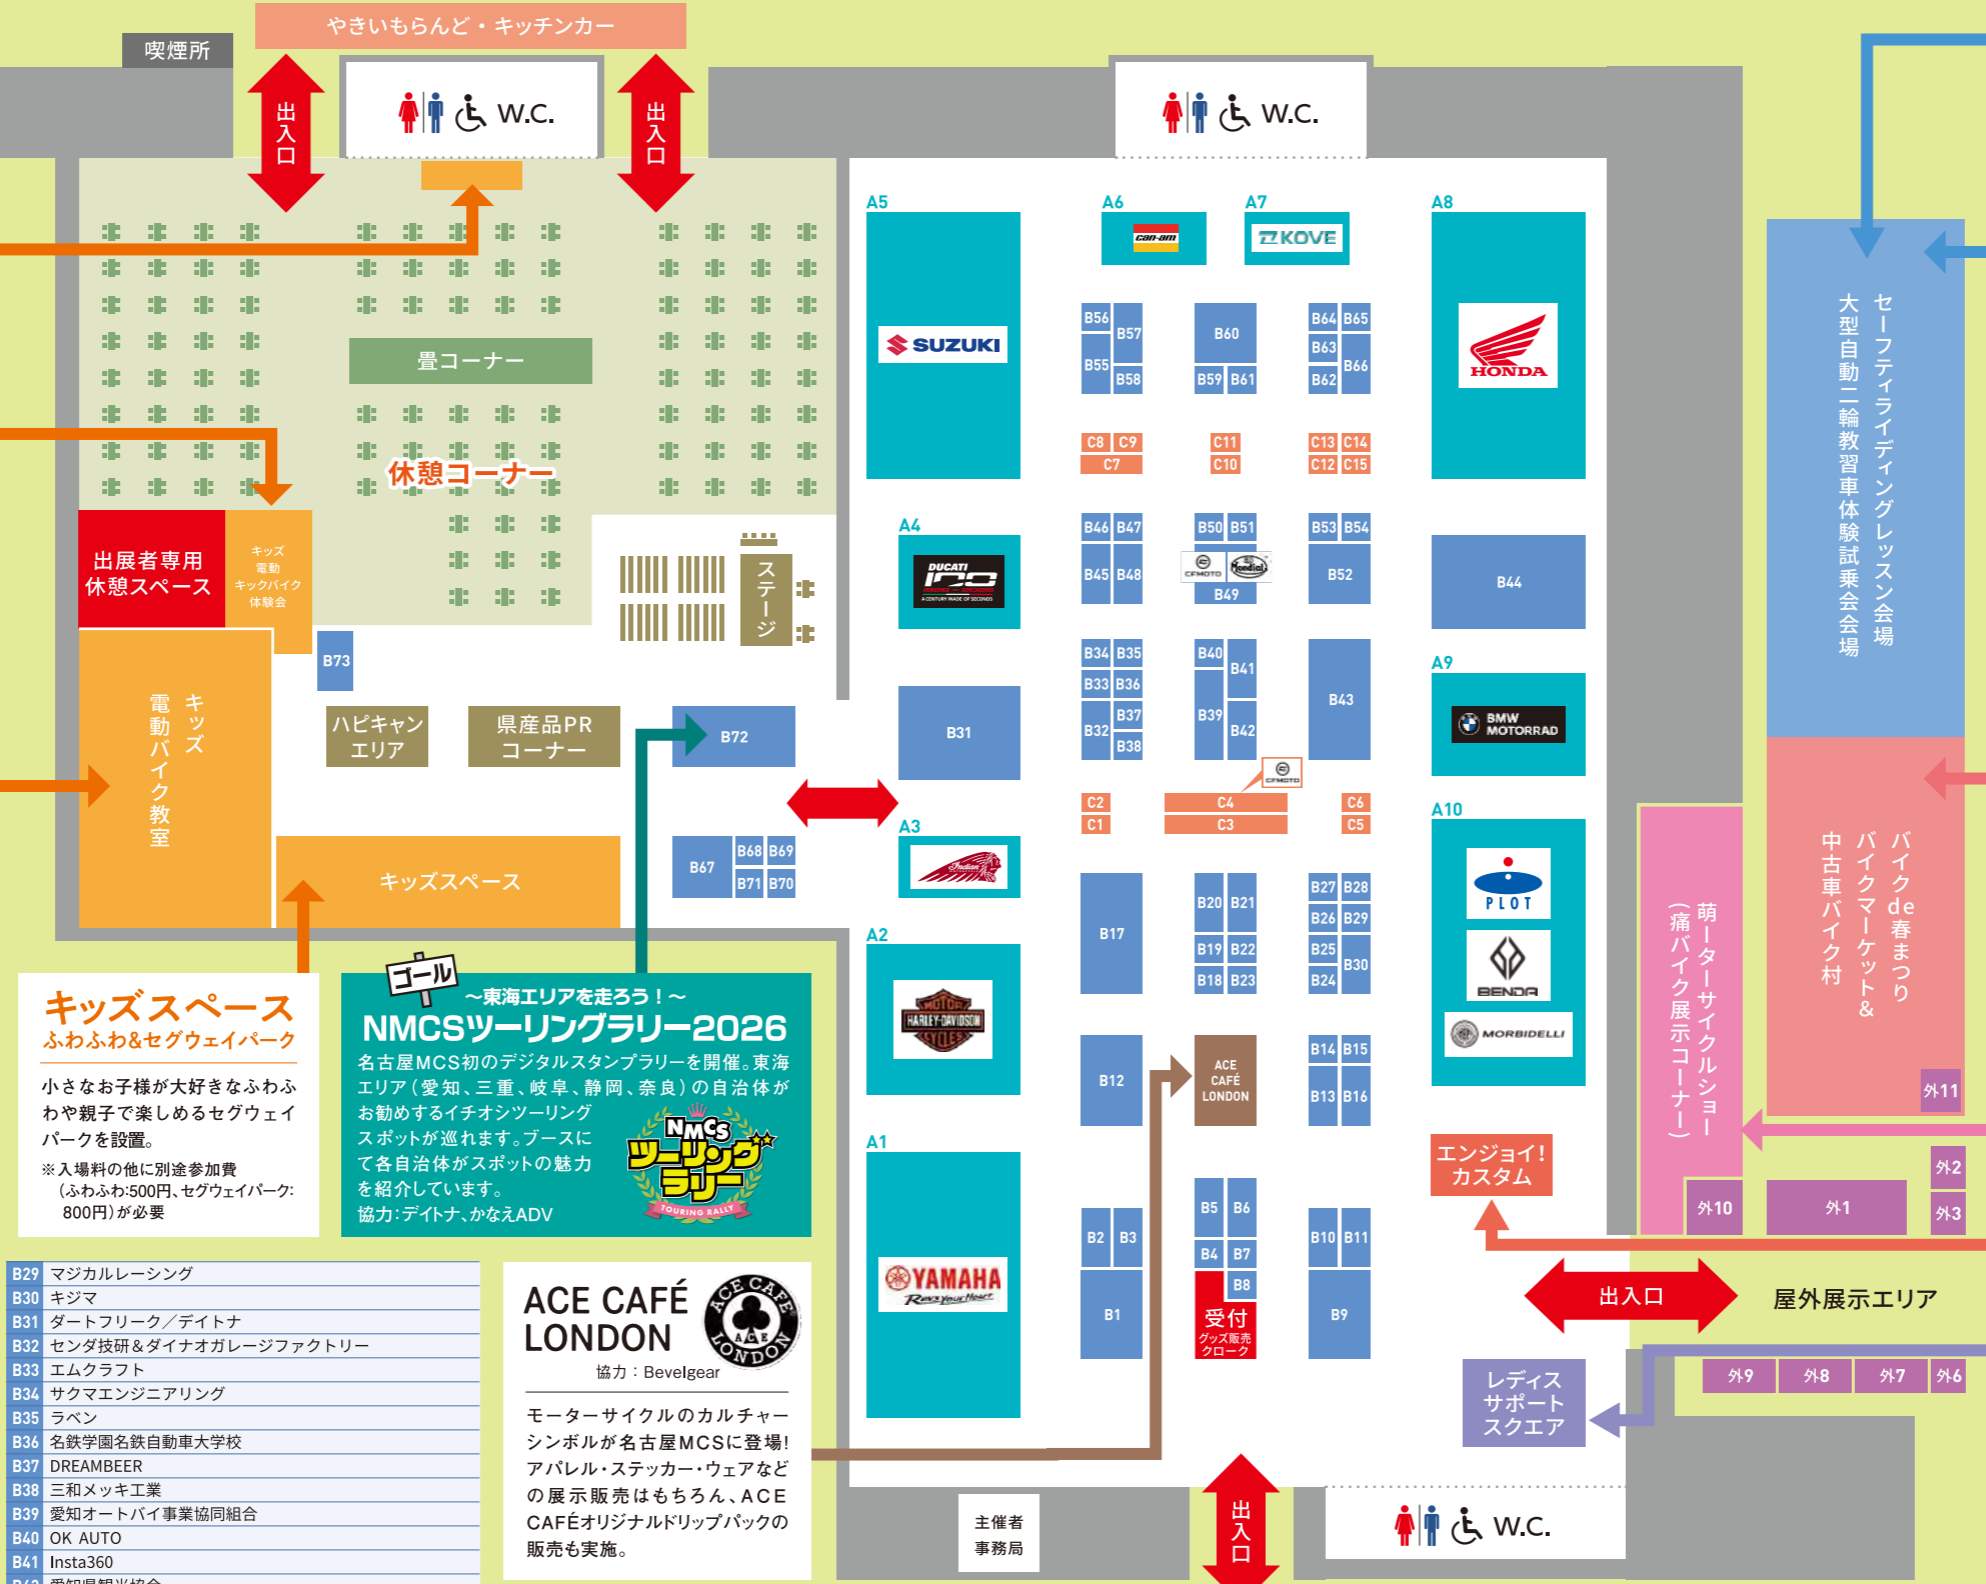 やきいもらんど・キッチンカー
喫煙所
出入口
W.C.
出入口
W.C.
畳コーナー
休憩コーナー
出展者専用
休憩スペース
キッズ
電動
キックバイク
体験会
ステージ
B73
ハピキャン
エリア
県産品PR
コーナー
B72
キッズ
電動バイク教室
キッズスペース
B67
B68 B69
B71 B70
A5
SUZUKI
A6
can-am
A7
KOVE
A8
HONDA
B56 B57
B55 B58
B60
B59 B61
B64 B65
B63
B62 B66
C8 C9
C7
C11
C10
C13 C14
C12 C15
A4
DUCATI
100
A CENTURY MADE OF SECONDS
B46 B47
B45 B48
B50 B51
CFMOTO
Mondial
B49
B53 B54
B52
B44
B31
B34 B35
B33 B36
B32 B37
B38
B40 B41
B39 B42
B43
A9
BMW
MOTORRAD
CFMOTO
C2
C1
C4
C3
C6
C5
A3
Indian
A10
PLOT
BENDA
MORBIDELLI
B17
B20 B21
B19 B22
B18 B23
B27 B28
B26 B29
B25 B30
B24
A2
MOTOR
HARLEY-DAVIDSON
CYCLES
B12
ACE
CAFÉ
LONDON
B14 B15
B13 B16
A1
YAMAHA
Revs Your Heart
B2 B3
B1
B5 B6
B4 B7
B8
受付
グッズ販売
クローク
B10 B11
B9
エンジョイ!
カスタム
出入口
屋外展示エリア
レディス
サポート
スクエア
主催者
事務局
出入口
W.C.
セーフティライディングレッスン会場
大型自動二輪教習車体験試乗会会場
バイクde春まつり
バイクマーケット&
中古車バイク村
萌ーターサイクルショー
(痛バイク展示コーナー)
外11
外2
外3
外10
外1
外9
外8
外7
外6
キッズスペース
ふわふわ&セグウェイパーク
小さなお子様が大好きなふわふ
わや親子で楽しめるセグウェイ
パークを設置。
※入場料の他に別途参加費
(ふわふわ:500円、セグウェイパーク:
800円)が必要
ゴール
～東海エリアを走ろう!～
NMCSツーリングラリー2026
名古屋MCS初のデジタルスタンプラリーを開催。東海
エリア(愛知、三重、岐阜、静岡、奈良)の自治体が
お勧めするイチオシツーリング
スポットが巡れます。ブースに
て各自治体がスポットの魅力
を紹介しています。
協力:デイトナ、かなえADV
NMCS
ツーリング
ラリー
TOURING RALLY
B29 マジカルレーシング
B30 キジマ
B31 ダートフリーク／デイトナ
B32 センダ技研＆ダイナオガレージファクトリー
B33 エムクラフト
B34 サクマエンジニアリング
B35 ラベン
B36 名鉄学園名鉄自動車大学校
B37 DREAMBEER
B38 三和メッキ工業
B39 愛知オートバイ事業協同組合
B40 OK AUTO
B41 Insta360
ACE CAFÉ
LONDON
ACE CAFE
ACE
LONDON
協力：Bevelgear
モーターサイクルのカルチャー
シンボルが名古屋MCSに登場!
アパレル・ステッカー・ウェアなど
の展示販売はもちろん、ACE
CAFÉオリジナルドリップパックの
販売も実施。